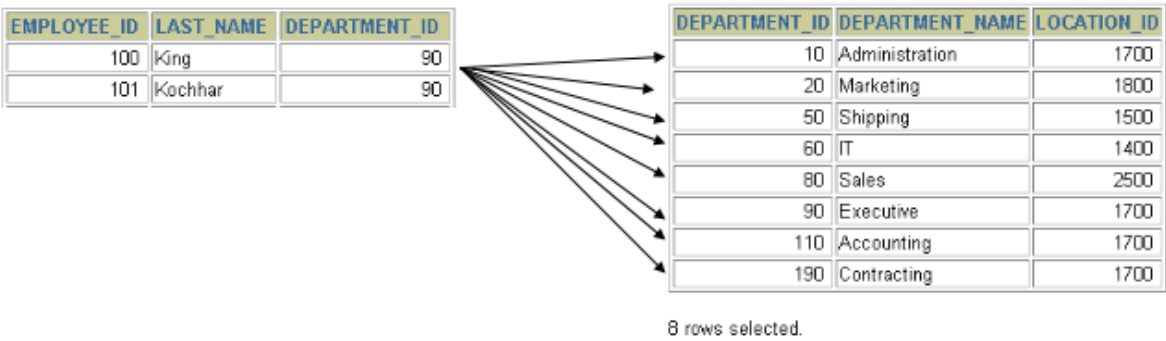 EMPLOYEE_ID LAST_NAME DEPARTMENT_ID
100 King 90
101 Kochhar 90
DEPARTMENT_ID DEPARTMENT_NAME LOCATION_ID
10 Administration 1700
20 Marketing 1800
50 Shipping 1500
60 IT 1400
80 Sales 2500
90 Executive 1700
110 Accounting 1700
190 Contracting 1700
8 rows selected.